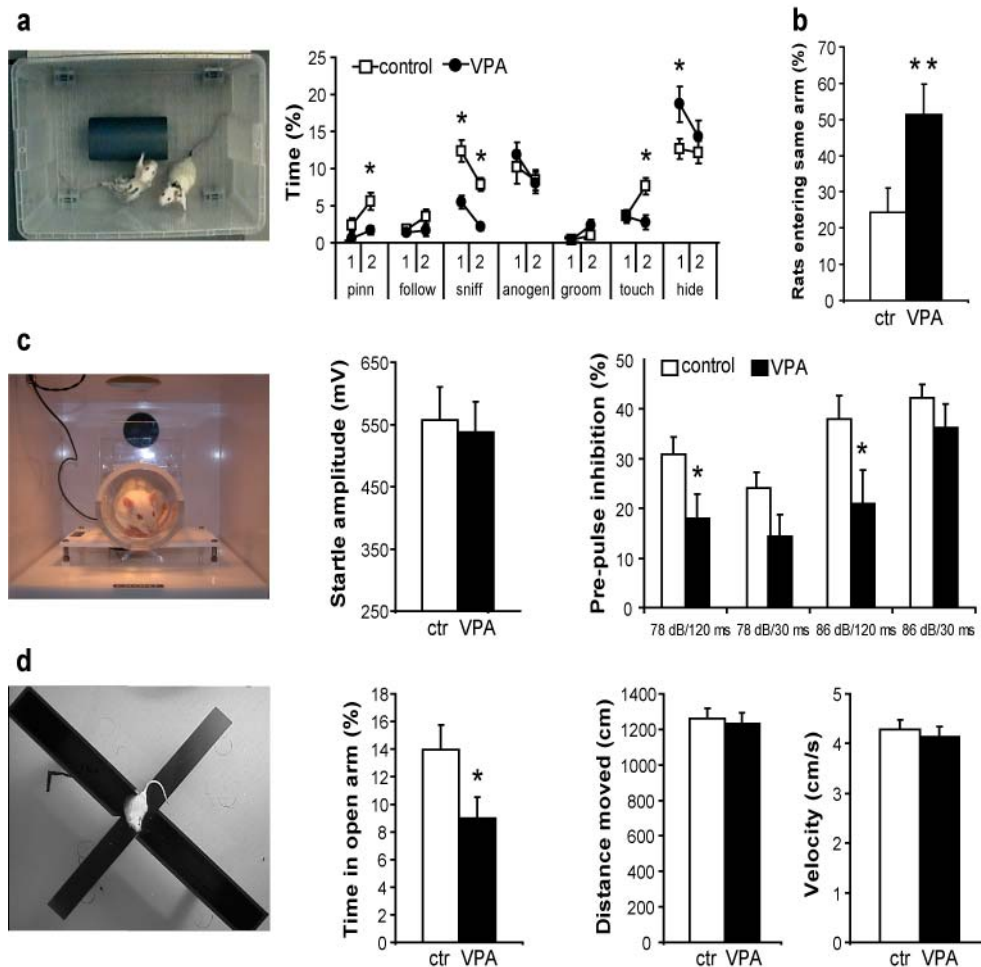 a
control
VPA
Time (%)
25
20
15
10
5
0
*
*
*
*
*
1 2 1 2 1 2 1 2 1 2 1 2 1 2
pinn follow sniff anogen groom touch hide
b
Rats entering same arm (%)
70
60
50
40
30
20
10
0
**
ctr VPA
c
Startle amplitude (mV)
650
550
450
350
250
ctr VPA
Pre-pulse inhibition (%)
50
40
30
20
10
0
control
VPA
*
*
78 dB/120 ms 78 dB/30 ms 86 dB/120 ms 86 dB/30 ms
d
Time in open arm (%)
18
16
14
12
10
8
6
4
2
0
*
ctr VPA
Distance moved (cm)
1400
1200
1000
800
600
400
200
0
ctr VPA
Velocity (cm/s)
5
4
3
2
1
0
ctr VPA